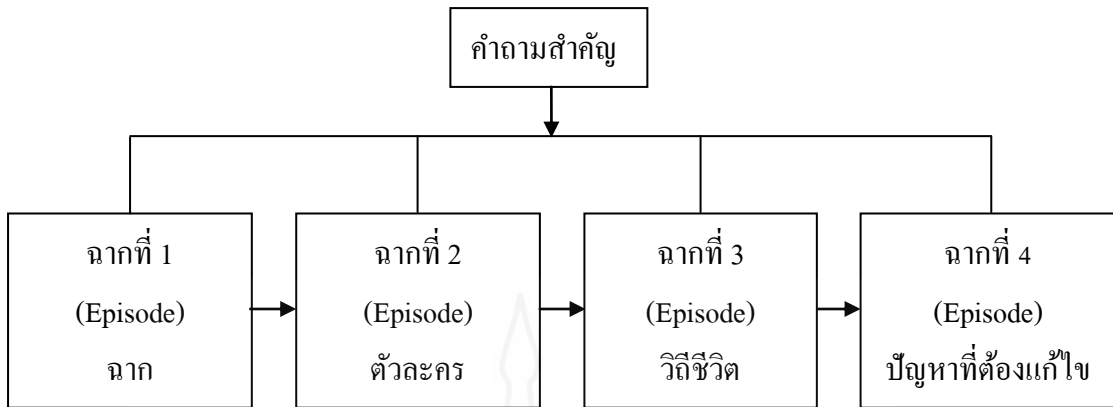 คำถามสำคัญ
ฉากที่ 1
(Episode)
ฉาก
ฉากที่ 2
(Episode)
ตัวละคร
ฉากที่ 3
(Episode)
วิถีชีวิต
ฉากที่ 4
(Episode)
ปัญหาที่ต้องแก้ไข